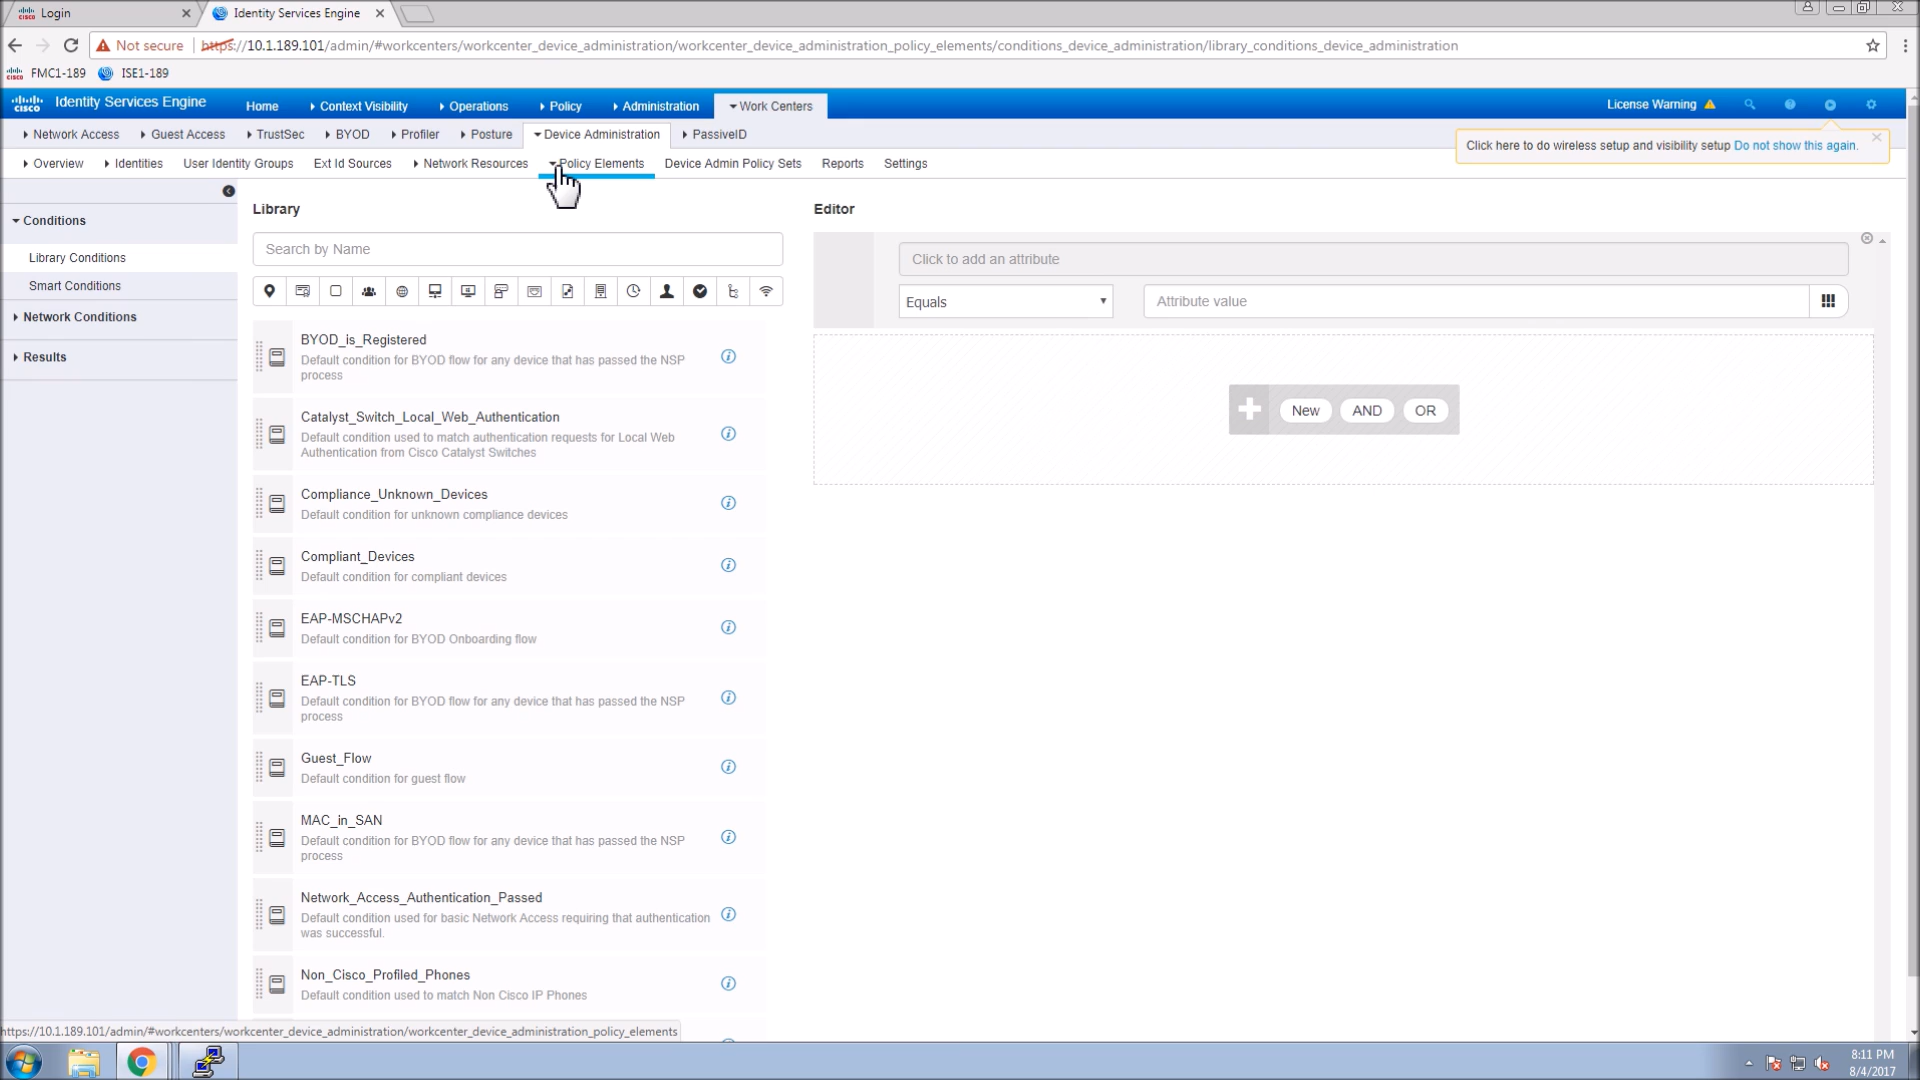 Login
Identity Services Engine
Not secure
https://10.1.189.101/admin/#workcenters/workcenter_device_administration/workcenter_device_administration_policy_elements/conditions_device_administration/library_conditions_device_administration
FMC1-189 ISE1-189
CISCO Identity Services Engine Home Context Visibility Operations Policy Administration Work Centers License Warning
Network Access Guest Access TrustSec BYOD Profiler Posture Device Administration PassiveID
Click here to do wireless setup and visibility setup Do not show this again.
Overview Identities User Identity Groups Ext Id Sources Network Resources Policy Elements Device Admin Policy Sets Reports Settings
Conditions
Library Conditions
Smart Conditions
Network Conditions
Results
Library
Search by Name
BYOD_is_Registered
Default condition for BYOD flow for any device that has passed the NSP
process
Catalyst_Switch_Local_Web_Authentication
Default condition used to match authentication requests for Local Web
Authentication from Cisco Catalyst Switches
Compliance_Unknown_Devices
Default condition for unknown compliance devices
Compliant_Devices
Default condition for compliant devices
EAP-MSCHAPv2
Default condition for BYOD Onboarding flow
EAP-TLS
Default condition for BYOD flow for any device that has passed the NSP
process
Guest_Flow
Default condition for guest flow
MAC_in_SAN
Default condition for BYOD flow for any device that has passed the NSP
process
Network_Access_Authentication_Passed
Default condition used for basic Network Access requiring that authentication
was successful.
Non_Cisco_Profiled_Phones
Default condition used to match Non Cisco IP Phones
Editor
Click to add an attribute
Equals
Attribute value
New AND OR
https://10.1.189.101/admin/#workcenters/workcenter_device_administration/workcenter_device_administration_policy_elements
8:11 PM
8/4/2017